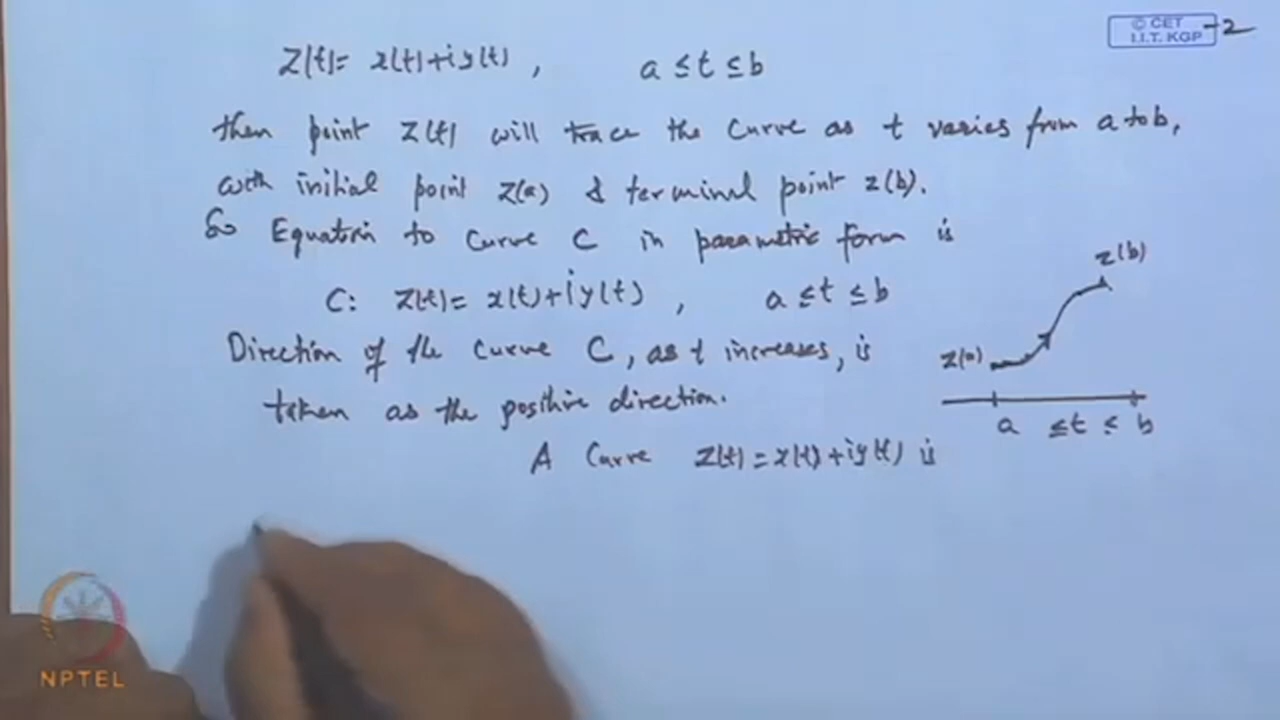 © CET
I.I.T. KGP
-2
Z(t) = x(t)+iy(t), a ≤ t ≤ b
then point Z(t) will trace the curve as t varies from a to b,
with initial point Z(a) & terminal point z(b).
So Equation to curve C in parametric form is
C: Z(t) = x(t)+iy(t), a ≤ t ≤ b
Direction of the curve C, as t increases, is
taken as the positive direction.
A Curve Z(t) = x(t)+iy(t) is
z(b)
z(a)
a ≤ t ≤ b
NPTEL